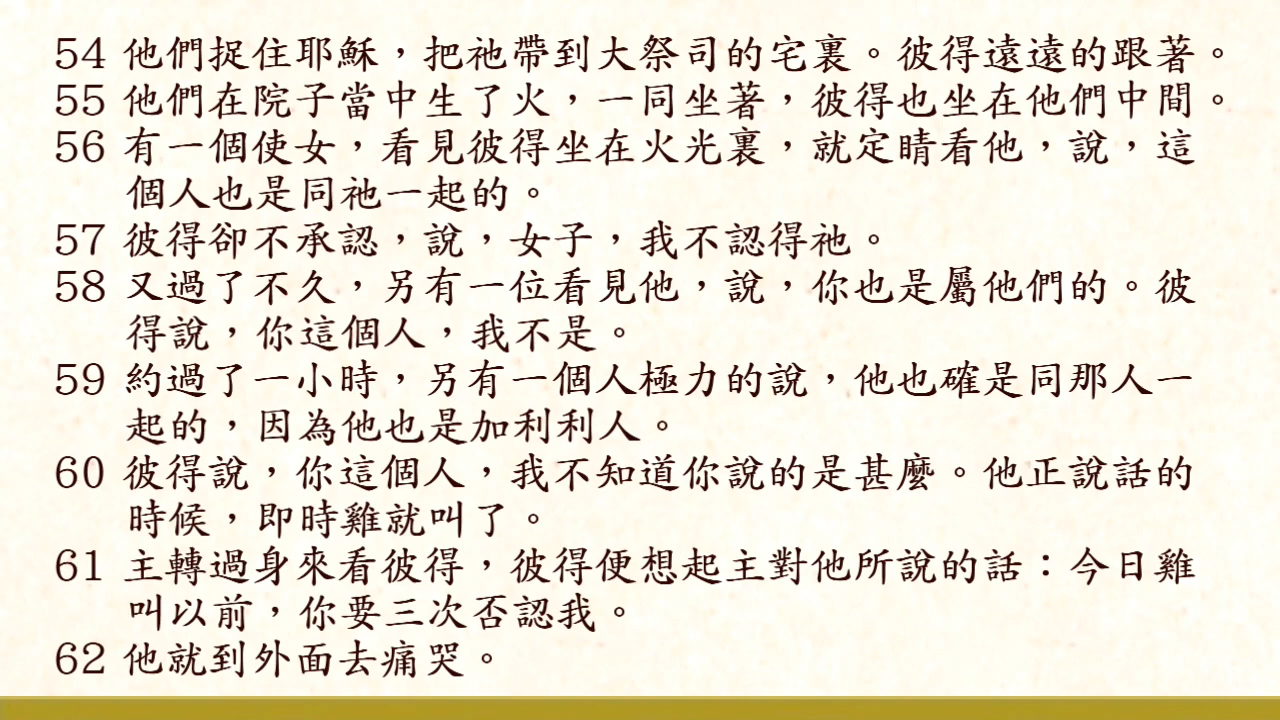 54 他們捉住耶穌，把祂帶到大祭司的宅裏。彼得遠遠的跟著。
55 他們在院子當中生了火，一同坐著，彼得也坐在他們中間。
56 有一個使女，看見彼得坐在火光裏，就定睛看他，說，這
個人也是同祂一起的。
57 彼得卻不承認，說，女子，我不認得祂。
58 又過了不久，另有一位看見他，說，你也是屬他們的。彼
得說，你這個人，我不是。
59 約過了一小時，另有一個人極力的說，他也確是同那人一
起的，因為他也是加利利人。
60 彼得說，你這個人，我不知道你說的是甚麼。他正說話的
時候，即時雞就叫了。
61 主轉過身來看彼得，彼得便想起主對他所說的話：今日雞
叫以前，你要三次否認我。
62 他就到外面去痛哭。